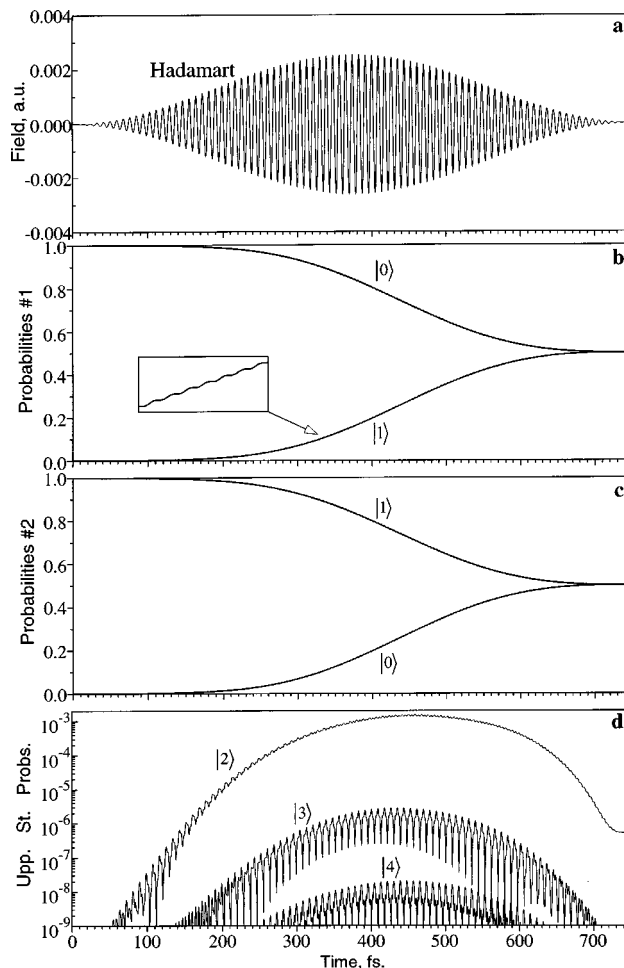 0.004
a
Hadamart
0.002
0.000
-0.002
-0.004
Field, a.u.
1.0
b
|0⟩
0.8
0.6
0.4
0.2
|1⟩
0.0
Probabilities #1
1.0
c
|1⟩
0.8
0.6
0.4
0.2
|0⟩
0.0
Probabilities #2
10-3
d
|2⟩
10-4
10-5
|3⟩
10-6
10-7
|4⟩
10-8
10-9
Upp. St. Probs.
0 100 200 300 400 500 600 700
Time, fs.